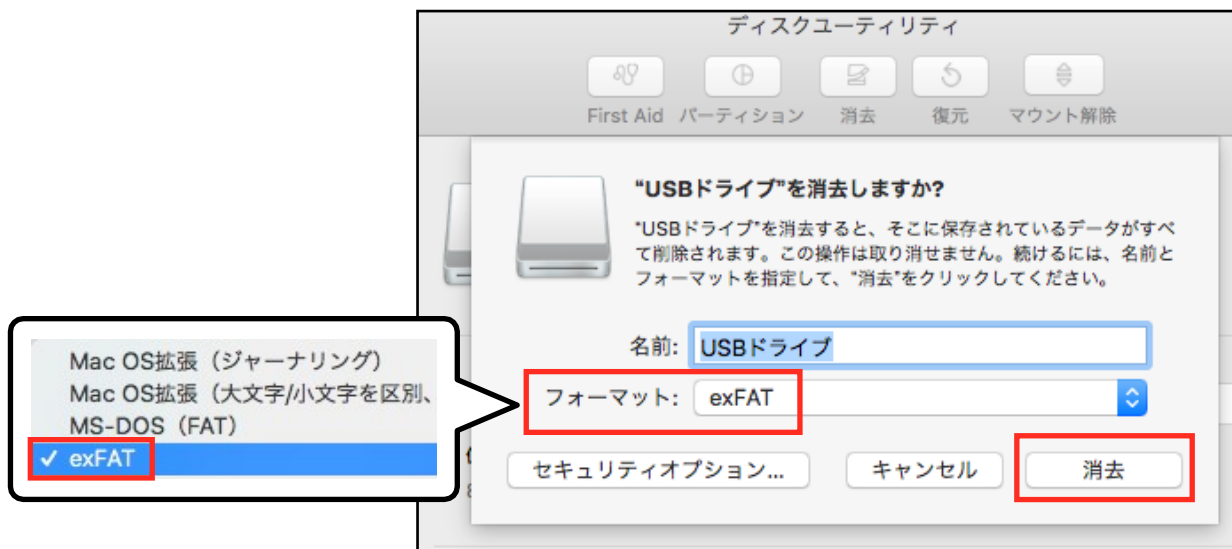 ディスクユーティリティ
First Aid パーティション 消去 復元 マウント解除
“USBドライブ”を消去しますか?
“USBドライブ”を消去すると、そこに保存されているデータがすべ
て削除されます。この操作は取り消せません。続けるには、名前と
フォーマットを指定して、“消去”をクリックしてください。
名前: USBドライブ
フォーマット: exFAT
セキュリティオプション... キャンセル 消去
Mac OS拡張（ジャーナリング）
Mac OS拡張（大文字/小文字を区別、
MS-DOS（FAT）
✓ exFAT